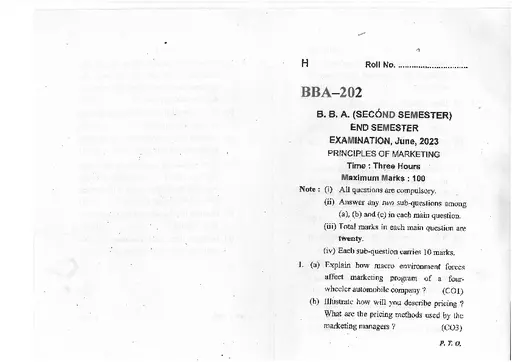 H Roll No. ..............................
BBA–202
B. B. A. (SECOND SEMESTER)
END SEMESTER
EXAMINATION, June, 2023
PRINCIPLES OF MARKETING
Time : Three Hours
Maximum Marks : 100
Note : (i) All questions are compulsory.
(ii) Answer any two sub-questions among
(a), (b) and (c) in each main question.
(iii) Total marks in each main question are
twenty.
(iv) Each sub-question carries 10 marks.
1. (a) Explain how macro environment forces
affect marketing program of a four-
wheeler automobile company ? (CO1)
(b) Illustrate how will you describe pricing ?
What are the pricing methods used by the
marketing managers ? (CO3)
P. T. O.